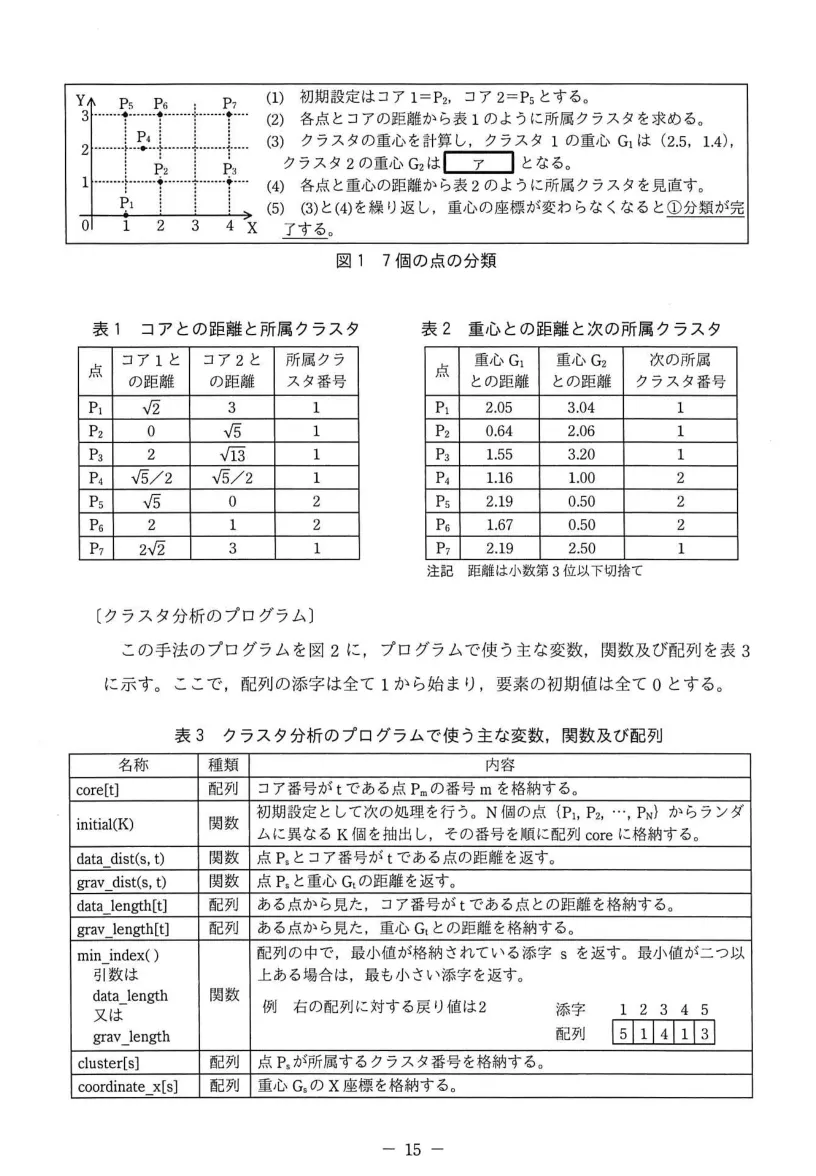 Y
3
2
1
0
1
2
3
4
X
P5
P6
P7
P4
P2
P3
P1
(1) 初期設定はコア 1=P2，コア 2=P5 とする。
(2) 各点とコアの距離から表 1 のように所属クラスタを求める。
(3) クラスタの重心を計算し，クラスタ 1 の重心 G1 は（2.5，1.4），
クラスタ 2 の重心 G2 は ア となる。
(4) 各点と重心の距離から表 2 のように所属クラスタを見直す。
(5) (3)と(4)を繰り返し，重心の座標が変わらなくなると①分類が完
了する。
図 1 7 個の点の分類
表 1 コアとの距離と所属クラスタ
点 コア 1 との距離 コア 2 との距離 所属クラスタ番号
P1 √2 3 1
P2 0 √5 1
P3 2 √13 1
P4 √5／2 √5／2 1
P5 √5 0 2
P6 2 1 2
P7 2√2 3 1
表 2 重心との距離と次の所属クラスタ
点 重心 G1 との距離 重心 G2 との距離 次の所属クラスタ番号
P1 2.05 3.04 1
P2 0.64 2.06 1
P3 1.55 3.20 1
P4 1.16 1.00 2
P5 2.19 0.50 2
P6 1.67 0.50 2
P7 2.19 2.50 1
注記 距離は小数第 3 位以下切捨て
〔クラスタ分析のプログラム〕
この手法のプログラムを図 2 に，プログラムで使う主な変数，関数及び配列を表 3
に示す。ここで，配列の添字は全て 1 から始まり，要素の初期値は全て 0 とする。
表 3 クラスタ分析のプログラムで使う主な変数，関数及び配列
名称 種類 内容
core[t] 配列 コア番号が t である点 Pm の番号 m を格納する。
initial(K) 関数 初期設定として次の処理を行う。N 個の点｛P1, P2, …, PN｝からランダ
ムに異なる K 個を抽出し，その番号を順に配列 core に格納する。
data_dist(s, t) 関数 点 Ps とコア番号が t である点の距離を返す。
grav_dist(s, t) 関数 点 Ps と重心 Gt の距離を返す。
data_length[t] 配列 ある点から見た，コア番号が t である点との距離を格納する。
grav_length[t] 配列 ある点から見た，重心 Gt との距離を格納する。
min_index( )
引数は
data_length
又は
grav_length
関数
配列の中で，最小値が格納されている添字 s を返す。最小値が二つ以
上ある場合は，最も小さい添字を返す。
例 右の配列に対する戻り値は2
添字 1 2 3 4 5
配列 5 1 4 1 3
cluster[s] 配列 点 Ps が所属するクラスタ番号を格納する。
coordinate_x[s] 配列 重心 Gs の X 座標を格納する。
— 15 —